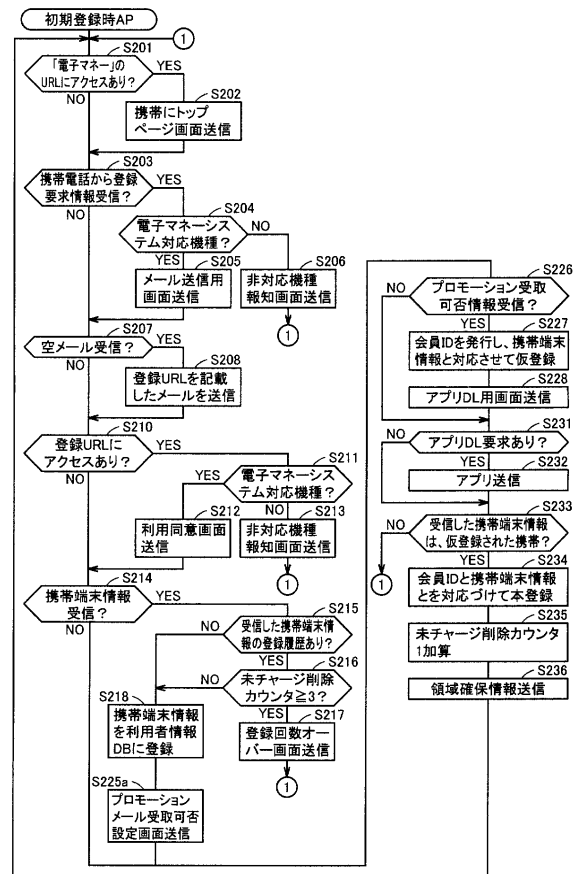 初期登録時AP
1
S201
「電子マネー」の
URLにアクセスあり?
YES
NO
S202
携帯にトップ
ページ画面送信
S203
携帯電話から登録
要求情報受信?
YES
NO
S204
電子マネーシス
テム対応機種?
NO
YES
S205
メール送信用
画面送信
S206
非対応機種
報知画面送信
1
S207
空メール受信?
YES
NO
S208
登録URLを記載
したメールを送信
S210
登録URLに
アクセスあり?
YES
NO
S211
電子マネーシス
テム対応機種?
YES
NO
S212
利用同意画面
送信
S213
非対応機種
報知画面送信
1
S214
携帯端末情報
受信?
YES
NO
S215
受信した携帯端末情
報の登録履歴あり?
NO
YES
S216
未チャージ削除
カウンタ≧3?
NO
YES
S217
登録回数オー
バー画面送信
1
S218
携帯端末情報
を利用者情報
DBに登録
S225a
プロモーション
メール受取可否
設定画面送信
S226
プロモーション受取
可否情報受信?
NO
YES
S227
会員IDを発行し、携帯端末
情報と対応させて仮登録
S228
アプリDL用画面送信
S231
アプリDL要求あり?
NO
YES
S232
アプリ送信
S233
受信した携帯端末情報
は、仮登録された携帯?
NO
1
YES
S234
会員IDと携帯端末情報
とを対応づけて本登録
S235
未チャージ削除カウンタ
1加算
S236
領域確保情報送信